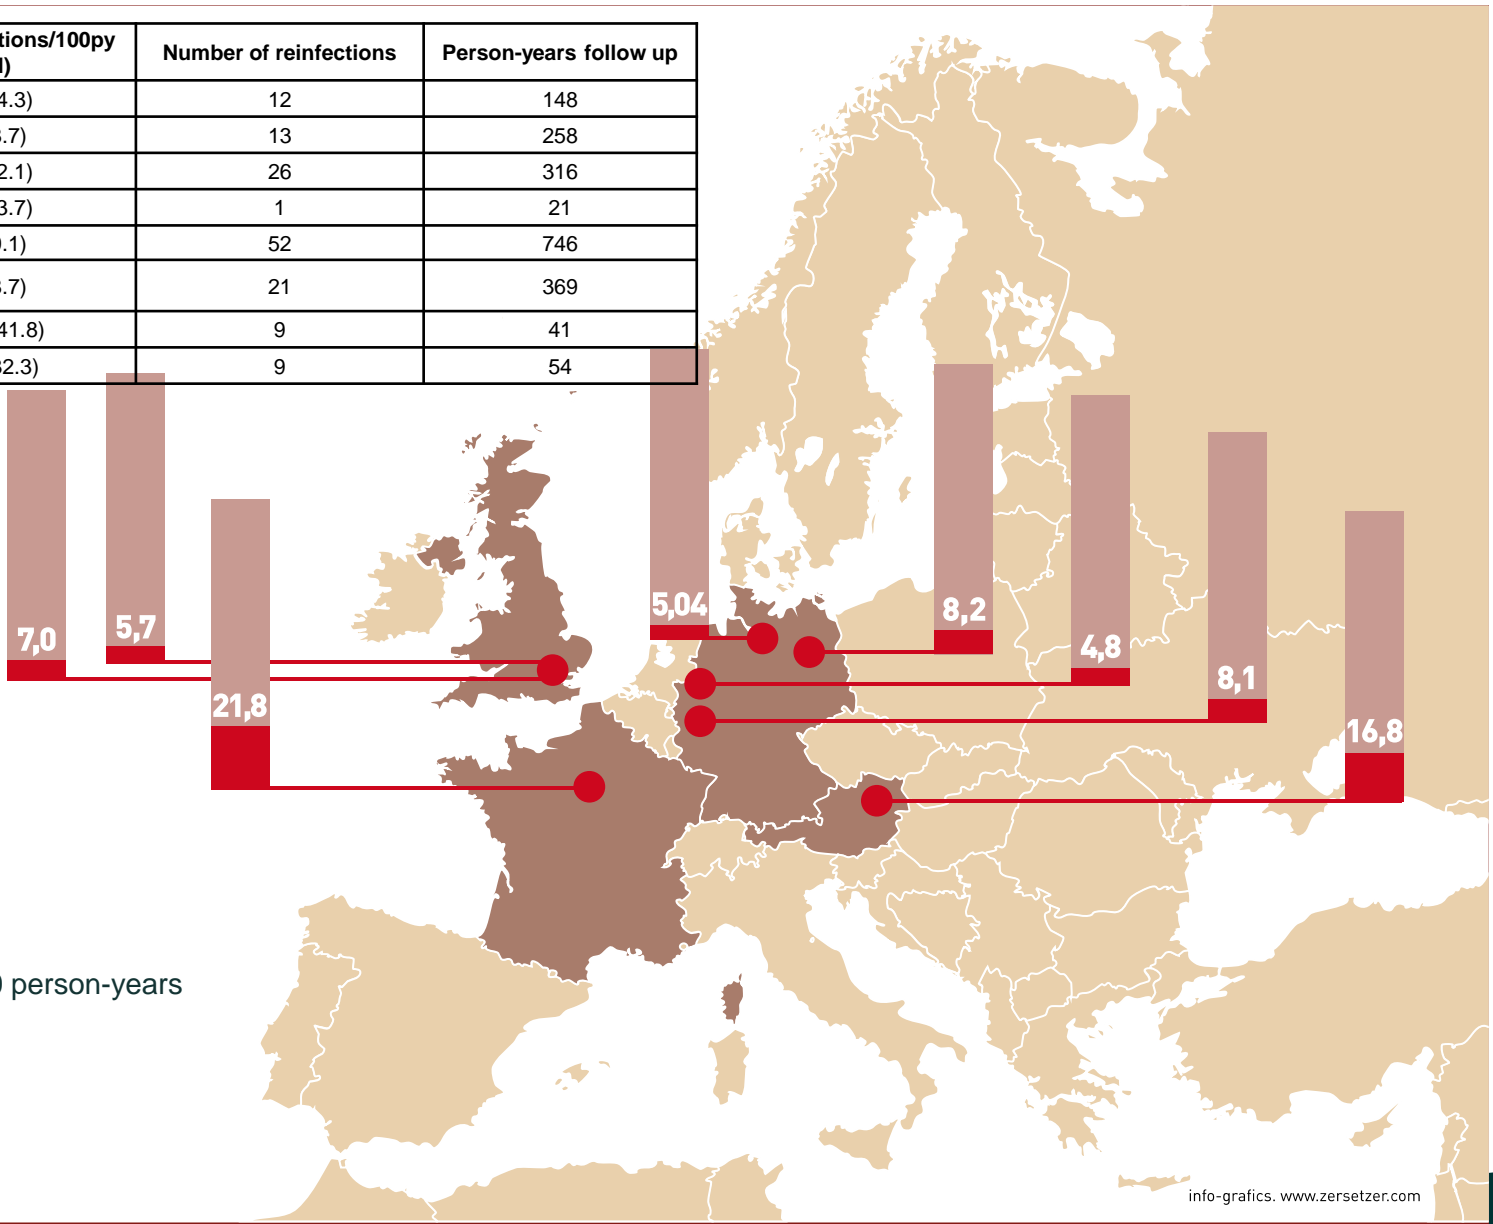 tions/100py Number of reinfections Person-years follow up
)
4.3) 12 148
.7) 13 258
2.1) 26 316
3.7) 1 21
.1) 52 746
.7) 21 369
41.8) 9 41
32.3) 9 54
7,0
5,7
21,8
5,04
8,2
4,8
8,1
16,8
person-years
info-grafics. www.zersetzer.com